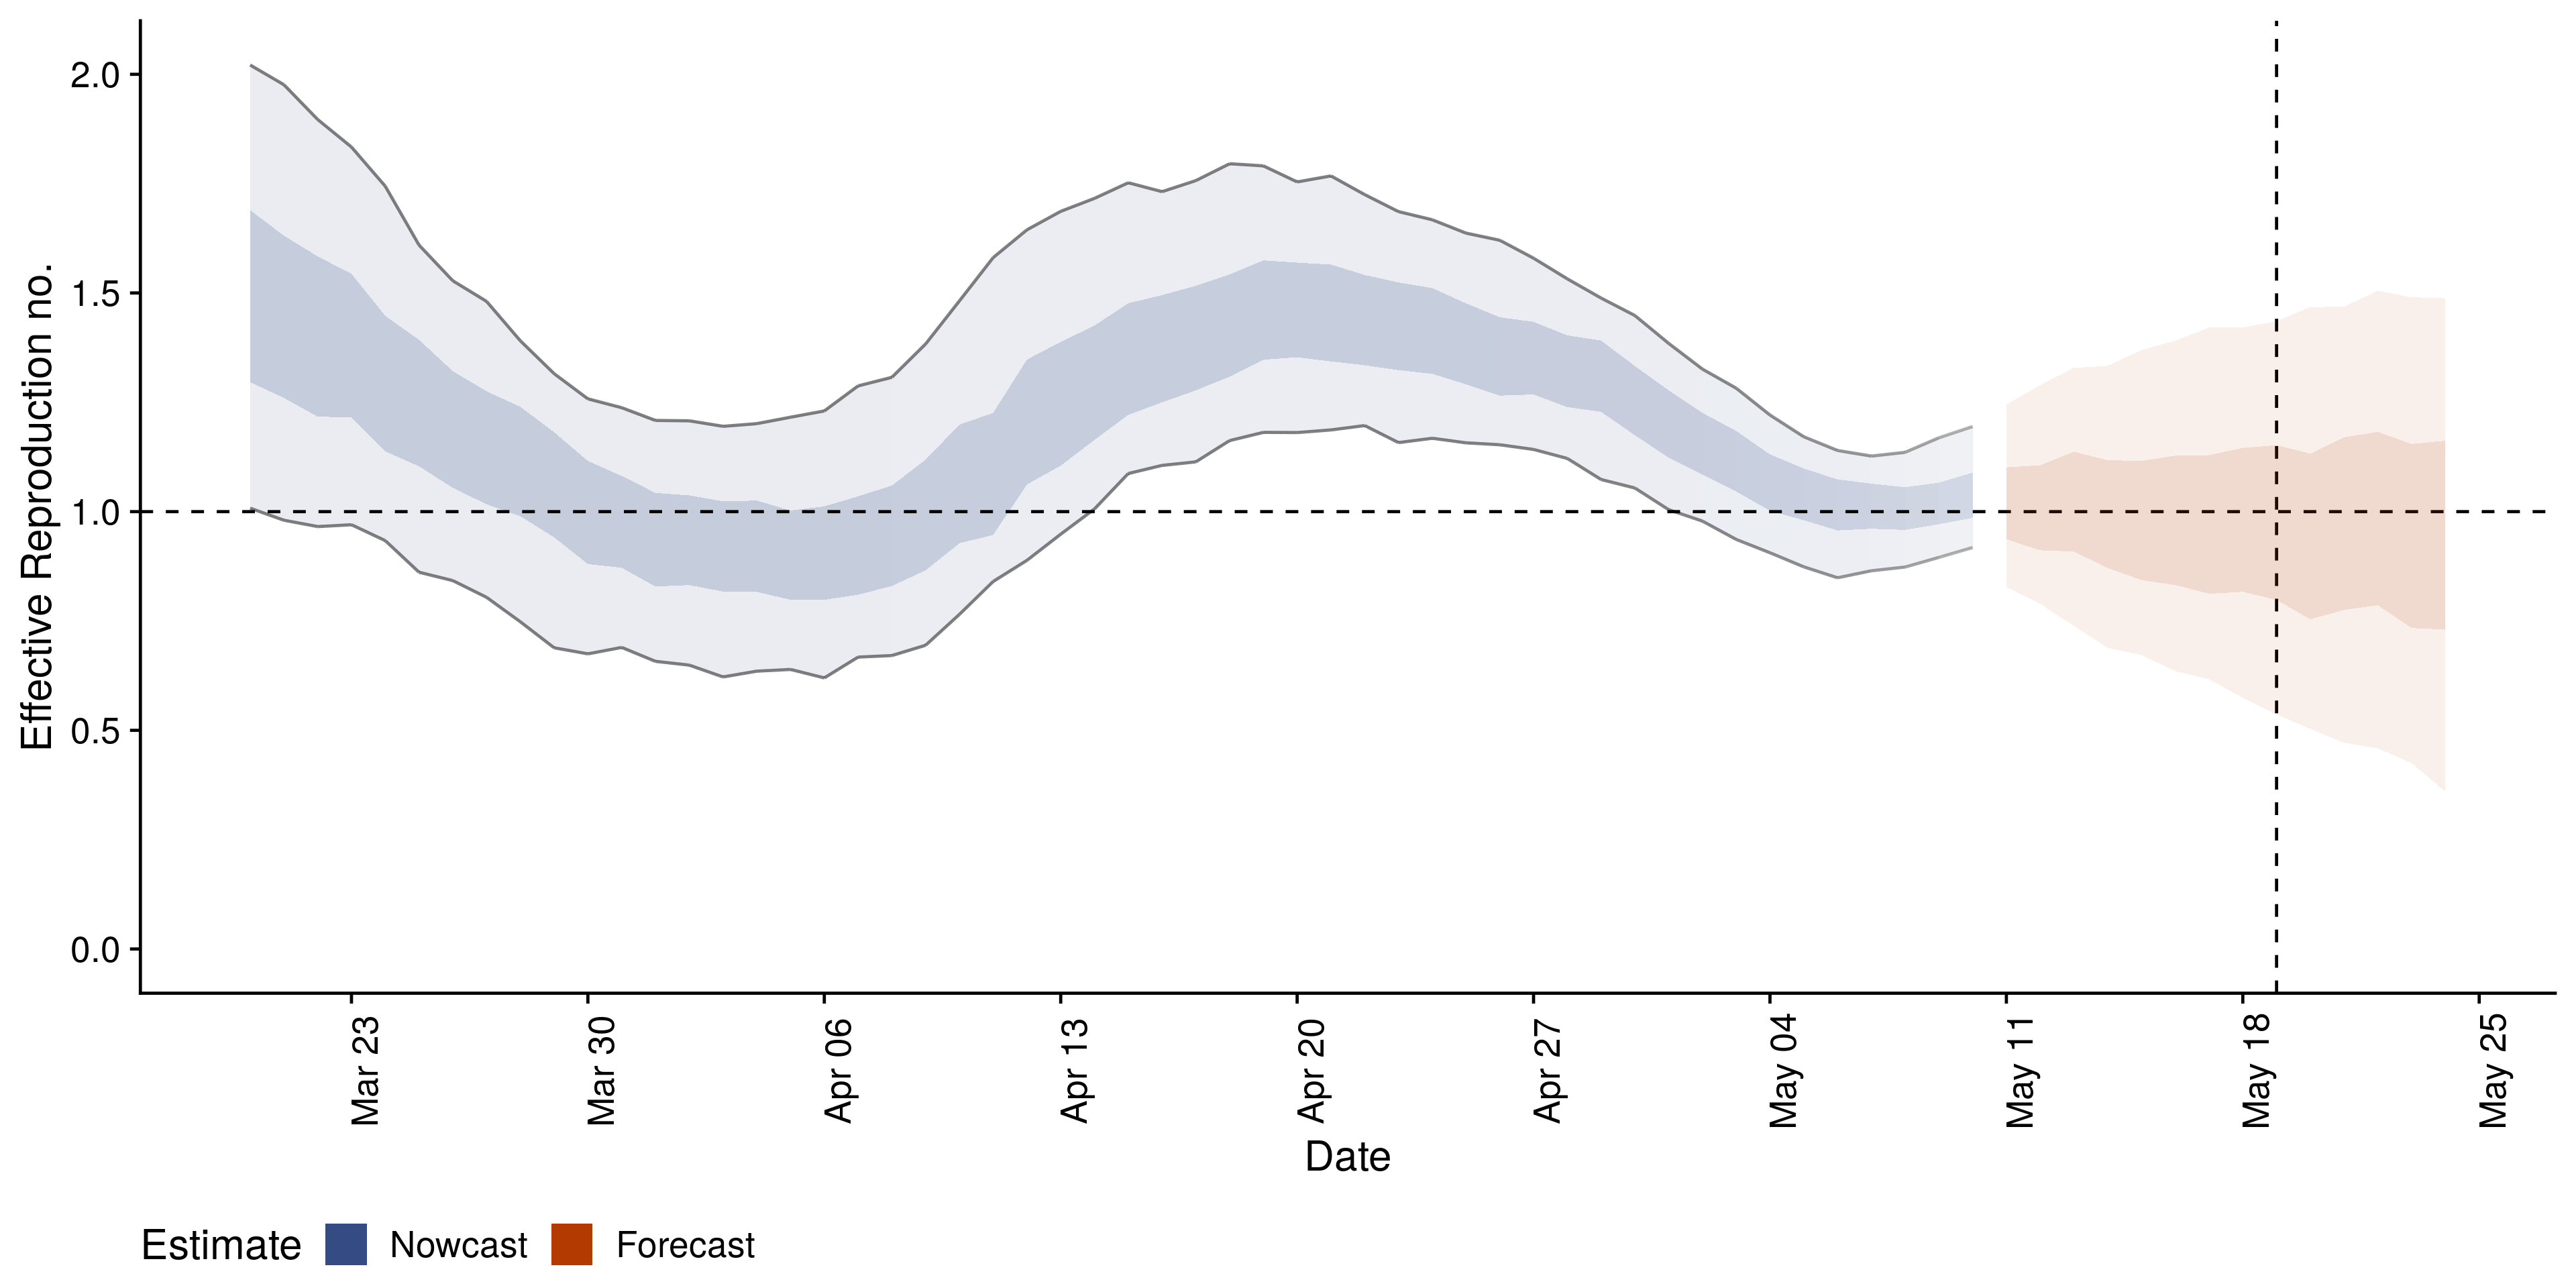 Effective Reproduction no.
2.0
1.5
1.0
0.5
0.0
Mar 23
Mar 30
Apr 06
Apr 13
Apr 20
Apr 27
May 04
May 11
May 18
May 25
Date
Estimate Nowcast Forecast